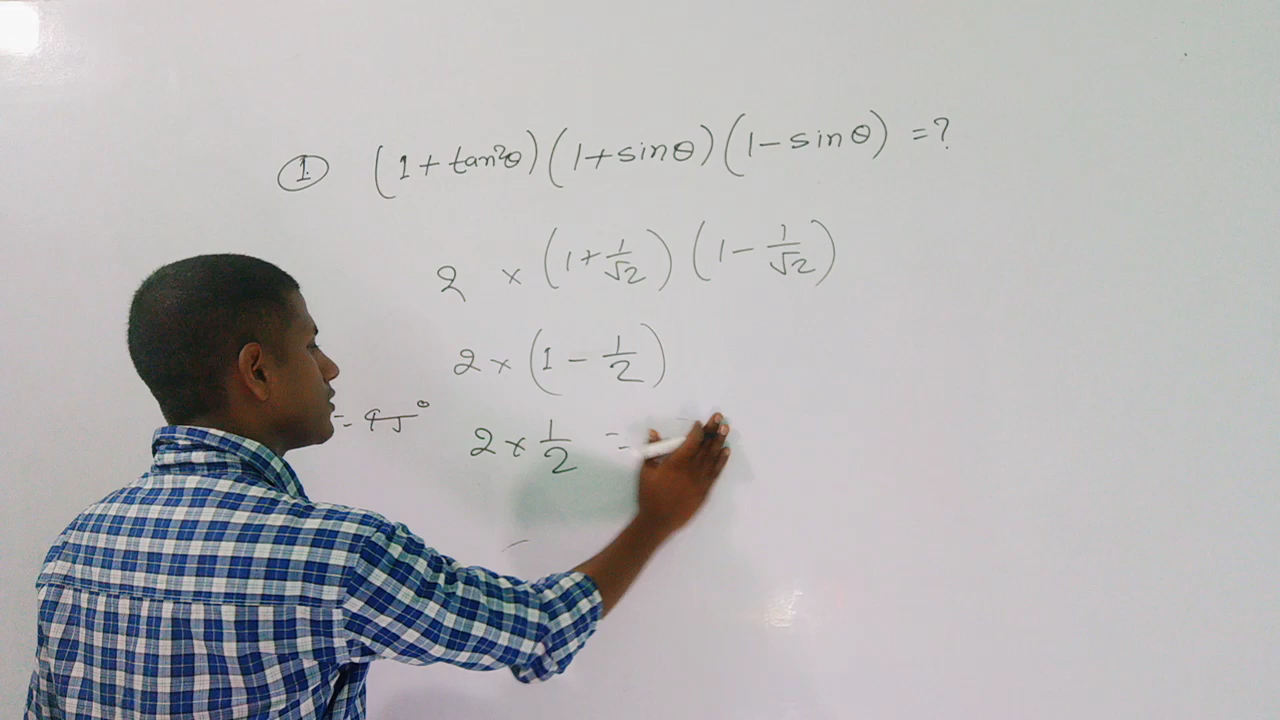 ① (1 + tan²θ)(1 + sinθ)(1 - sinθ) = ?
2 × (1 + 1/√2)(1 - 1/√2)
2 × (1 - 1/2)
= 45°
2 × 1/2 =